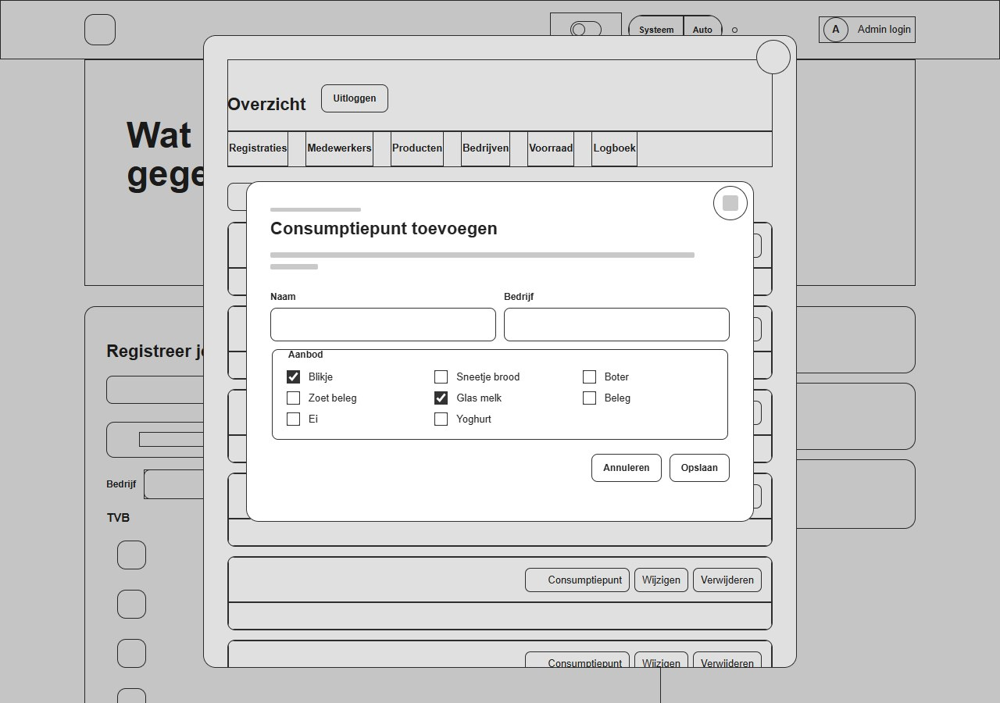 Systeem Auto
A Admin login
Wat
gege
Overzicht Uitloggen
Registraties Medewerkers Producten Bedrijven Voorraad Logboek
Consumptiepunt toevoegen
Naam Bedrijf
Aanbod
Blikje Sneetje brood Boter
Zoet beleg Glas melk Beleg
Ei Yoghurt
Annuleren Opslaan
Registreer je
Bedrijf
TVB
Consumptiepunt Wijzigen Verwijderen
Consumptiepunt Wijzigen Verwijderen